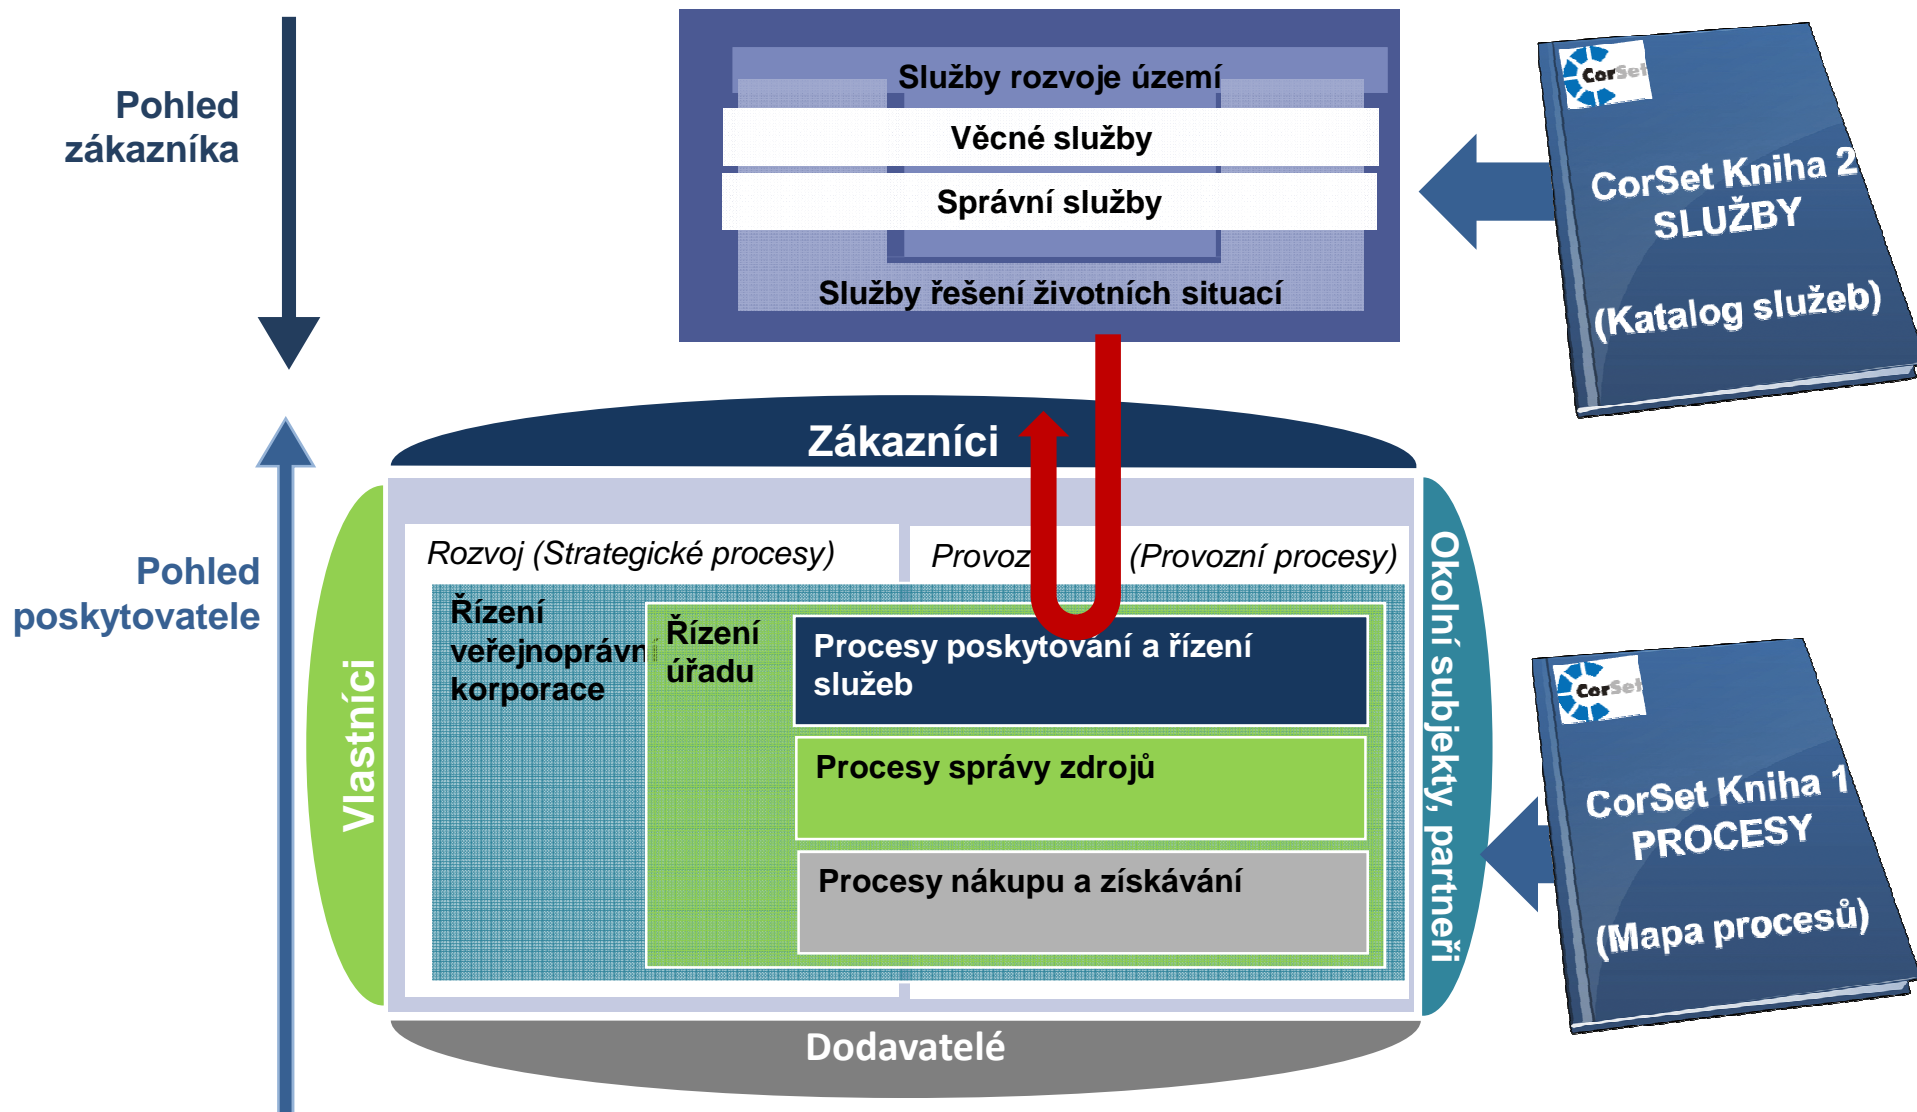 Pohled
zákazníka
Služby rozvoje území
Věcné služby
Správní služby
Služby řešení životních situací
CorSet
CorSet Kniha 2
SLUŽBY
(Katalog služeb)
Zákazníci
Pohled
poskytovatele
Vlastníci
Rozvoj (Strategické procesy)
Provoz (Provozní procesy)
Řízení
veřejnoprávní
korporace
Řízení
úřadu
Procesy poskytování a řízení
služeb
Procesy správy zdrojů
Procesy nákupu a získávání
Okolní subjekty, partneři
Dodavatelé
CorSet
CorSet Kniha 1
PROCESY
(Mapa procesů)